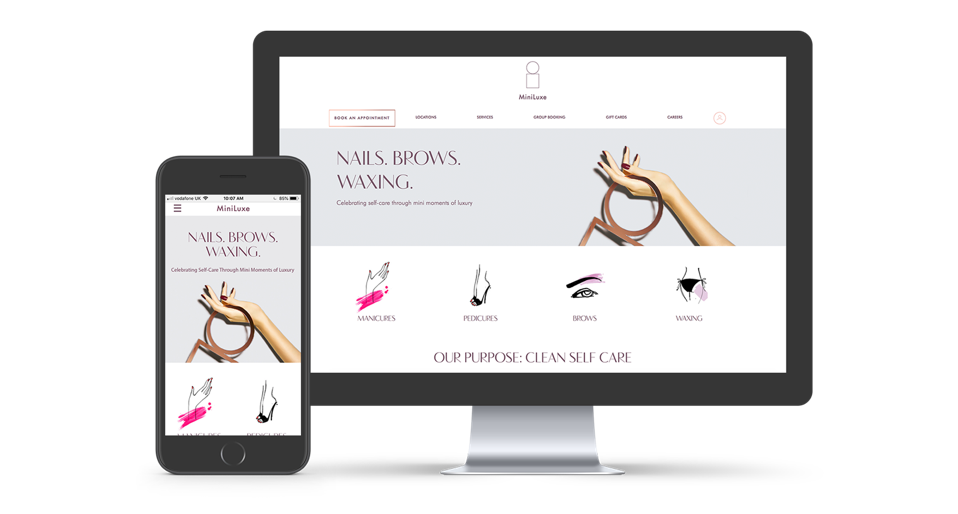 MiniLuxe
BOOK AN APPOINTMENT
LOCATIONS
SERVICES
GROUP BOOKING
GIFT CARDS
CAREERS
NAILS. BROWS.
WAXING.
Celebrating self-care through mini moments of luxury
MANICURES
PEDICURES
BROWS
WAXING
OUR PURPOSE: CLEAN SELF CARE
vodafone UK
10:07 AM
85%
MiniLuxe
NAILS. BROWS.
WAXING.
Celebrating Self-Care Through Mini Moments of Luxury
MANICURES
PEDICURES